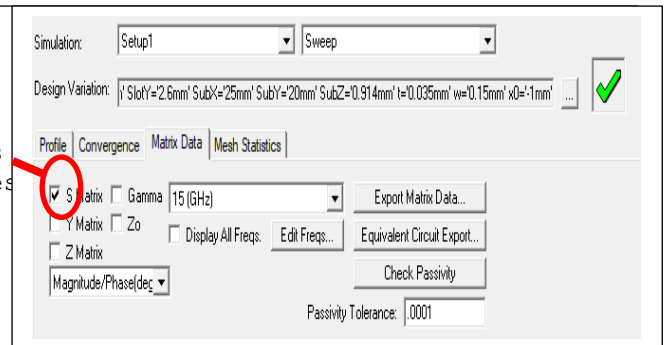 Simulation: Setup1 Sweep
Design Variation: SlotY='2.6mm' SubX='25mm' SubY='20mm' SubZ='0.914mm' t='0.035mm' w='0.15mm' x0='-1mm' ...
Profile Convergence Matrix Data Mesh Statistics
S Matrix Gamma 15 (GHz) Export Matrix Data...
Y Matrix Zo Display All Freqs. Edit Freqs... Equivalent Circuit Export...
Z Matrix Check Passivity
Magnitude/Phase(deg
Passivity Tolerance: .0001